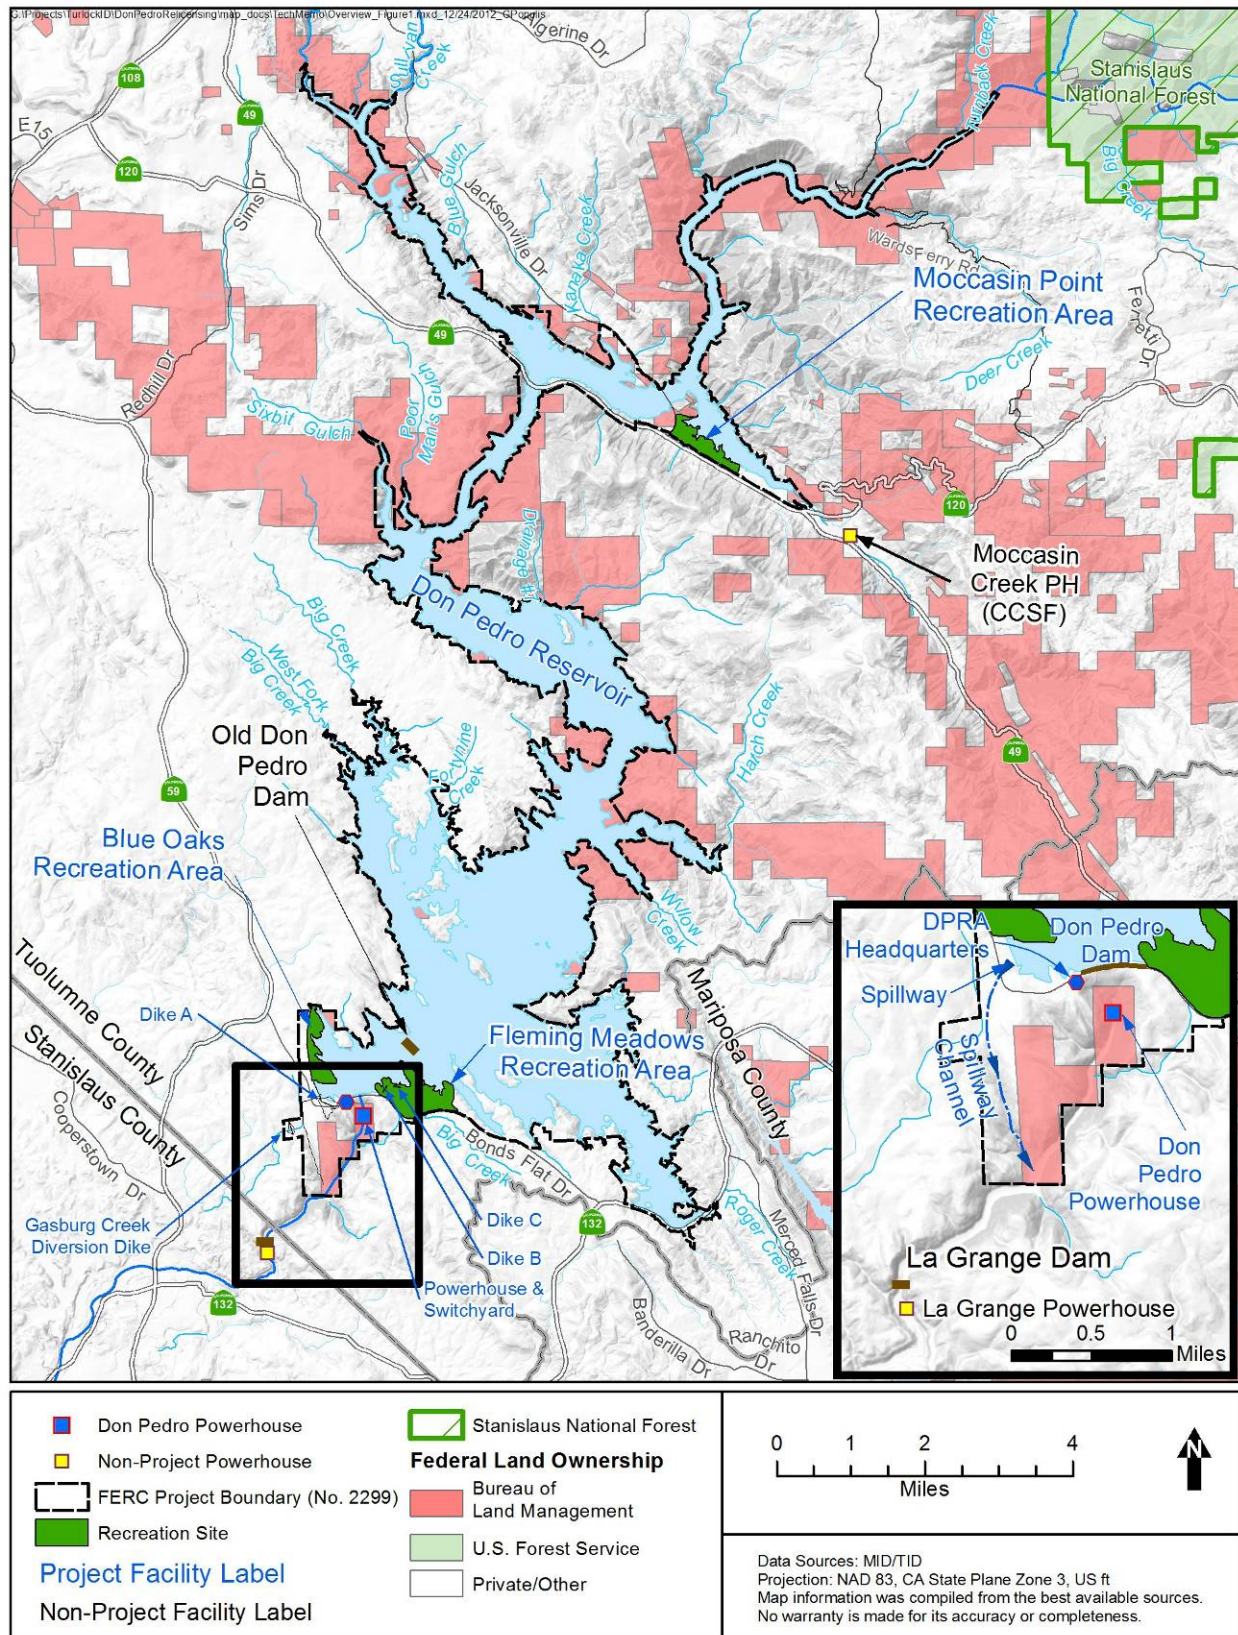 G:\Projects\TurlockID\DonPedroRelicensing\map_docs\TechMemo\Overview_Figure1.mxd_12/24/2012_GPopolis
Algerine Dr
Sullivan
Creek
Turnback Creek
Stanislaus
National Forest
108
49
E15
120
Sims Dr
Blue Gulch
Jacksonville Dr
Kanaka Creek
Big
Creek
Wards Ferry Rd
Moccasin Point
Recreation Area
Ferretti Dr
Deer Creek
49
Redhill Dr
Sixbit Gulch
Poor
Man's Gulch
120
Drainage #1
Moccasin
Creek PH
(CCSF)
Don Pedro Reservoir
Big Creek
West Fork
Big Creek
Hatch Creek
Old Don
Pedro
Dam
Fortynine
Creek
49
59
Blue Oaks
Recreation Area
Willow
Creek
Tuolumne County
Stanislaus County
Mariposa County
Dike A
Fleming Meadows
Recreation Area
Cooperstown Dr
Big Creek
Bonds Flat Dr
Gasburg Creek
Diversion Dike
Dike C
Dike B
Powerhouse &
Switchyard
132
132
Rogers Creek
Merced Falls Dr
Banderilla Dr
Ranchito
Dr
DPRA
Headquarters
Don Pedro
Dam
Spillway
Spillway
Channel
Don
Pedro
Powerhouse
La Grange Dam
La Grange Powerhouse
0 0.5 1
Miles
Don Pedro Powerhouse
Non-Project Powerhouse
FERC Project Boundary (No. 2299)
Recreation Site
Project Facility Label
Non-Project Facility Label
Stanislaus National Forest
Federal Land Ownership
Bureau of
Land Management
U.S. Forest Service
Private/Other
0 1 2 4
Miles
N
Data Sources: MID/TID
Projection: NAD 83, CA State Plane Zone 3, US ft
Map information was compiled from the best available sources.
No warranty is made for its accuracy or completeness.